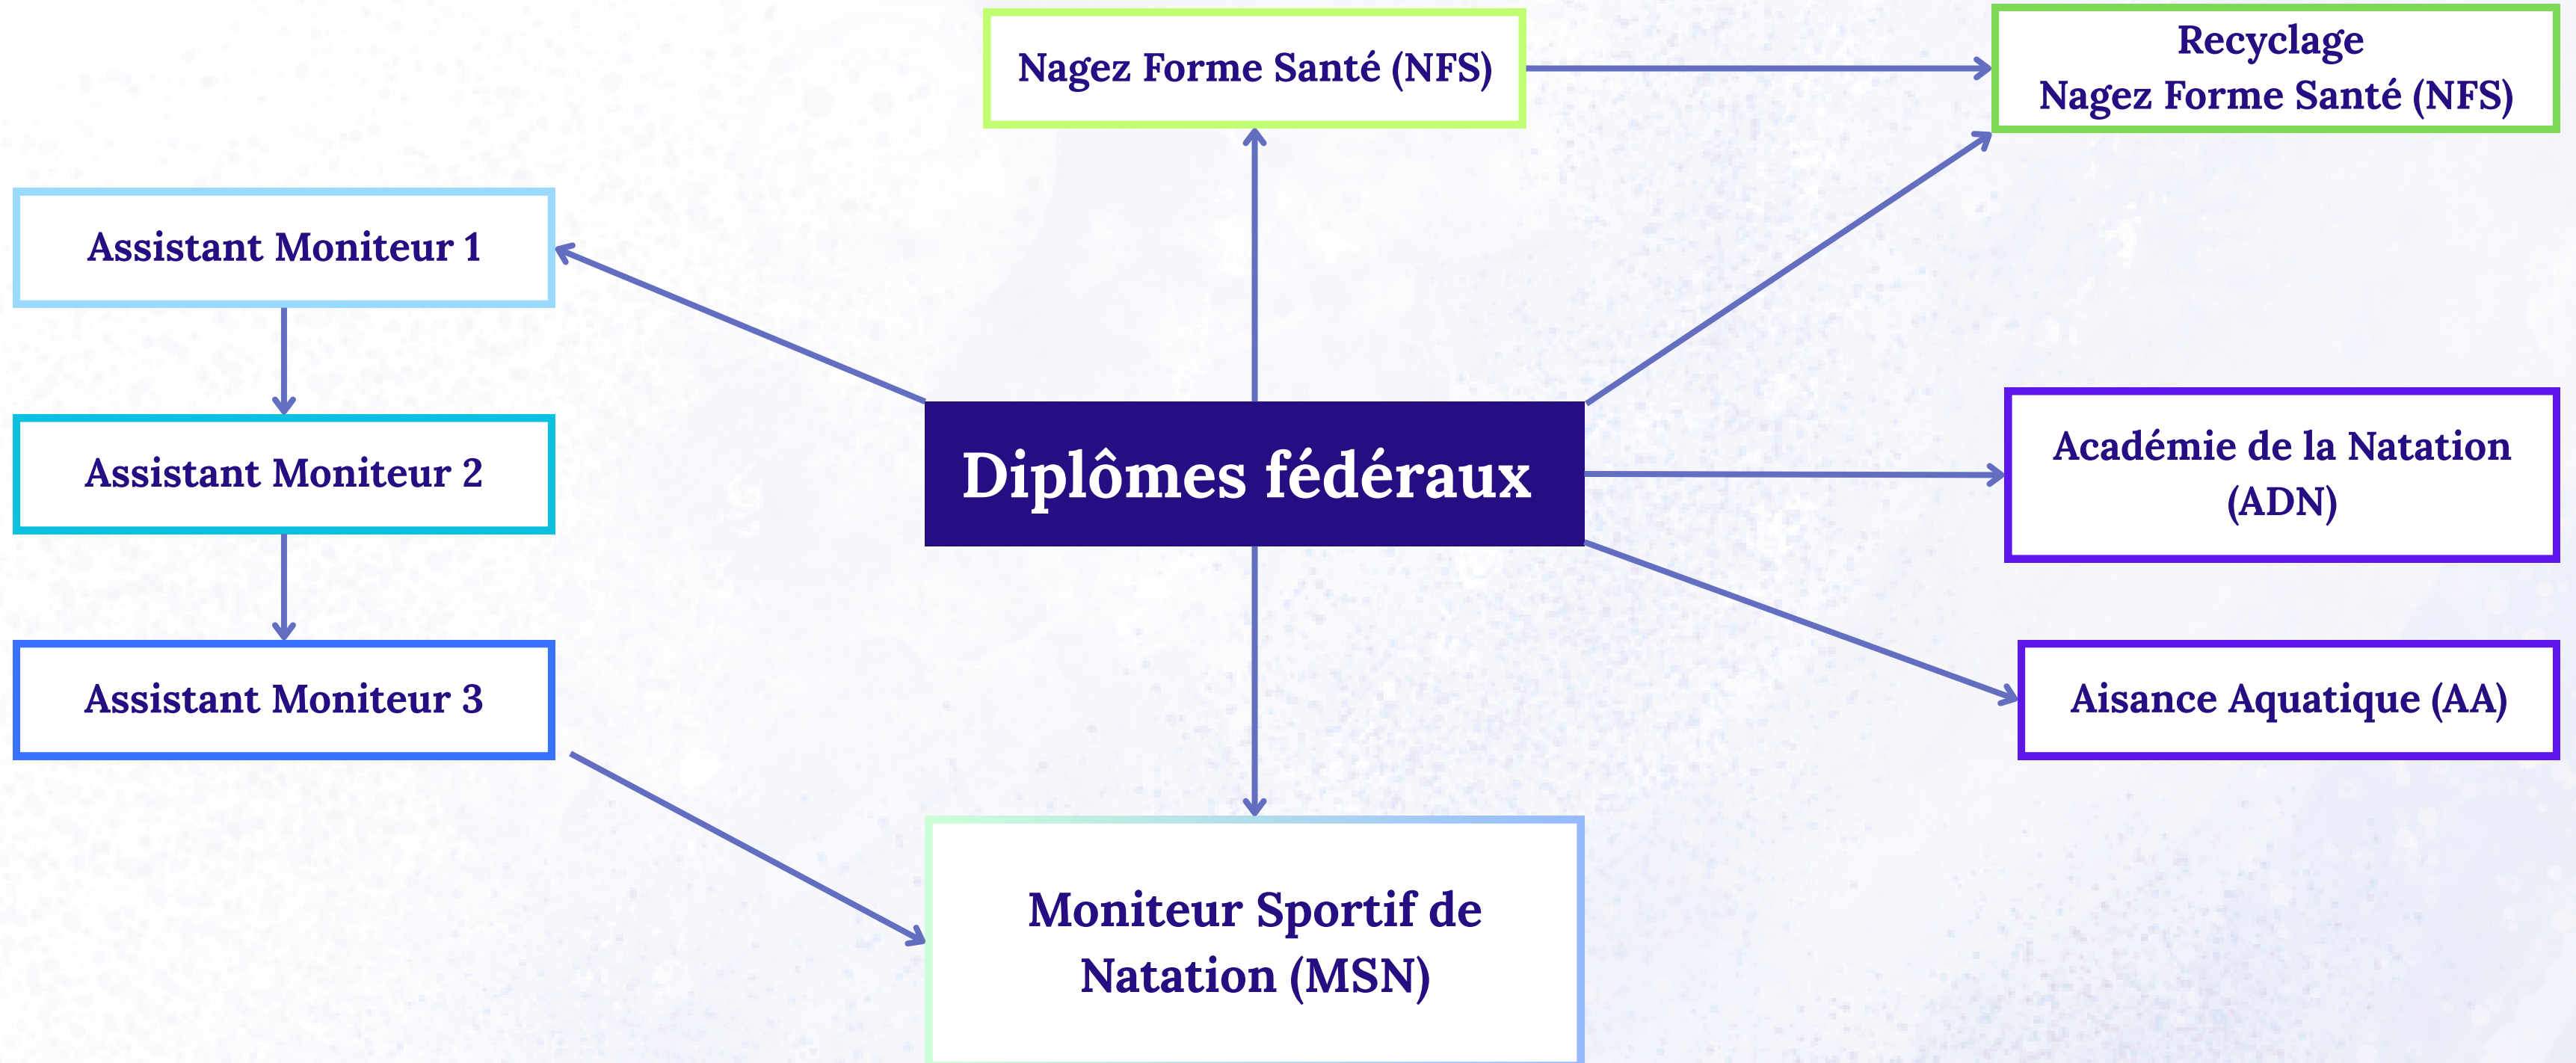 Nagez Forme Santé (NFS)
Recyclage
Nagez Forme Santé (NFS)
Assistant Moniteur 1
Assistant Moniteur 2
Diplômes fédéraux
Académie de la Natation
(ADN)
Assistant Moniteur 3
Aisance Aquatique (AA)
Moniteur Sportif de
Natation (MSN)